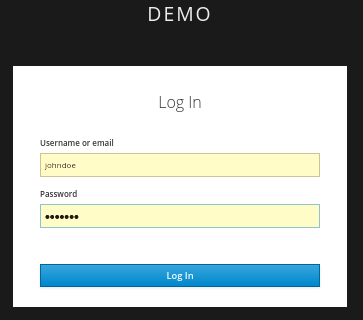 DEMO
Log In
Username or email
johndoe
Password
●●●●●●●
Log In